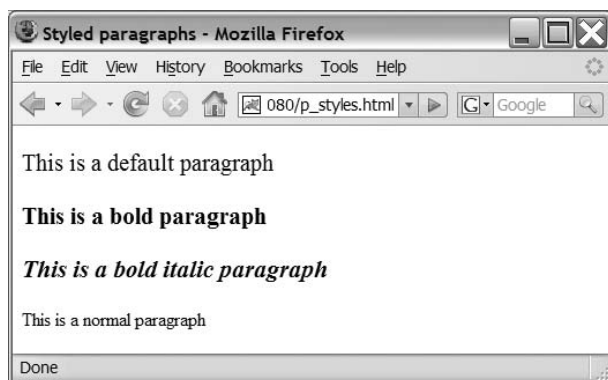 Styled paragraphs - Mozilla Firefox
File Edit View History Bookmarks Tools Help
080/p_styles.html G Google
This is a default paragraph
This is a bold paragraph
This is a bold italic paragraph
This is a normal paragraph
Done